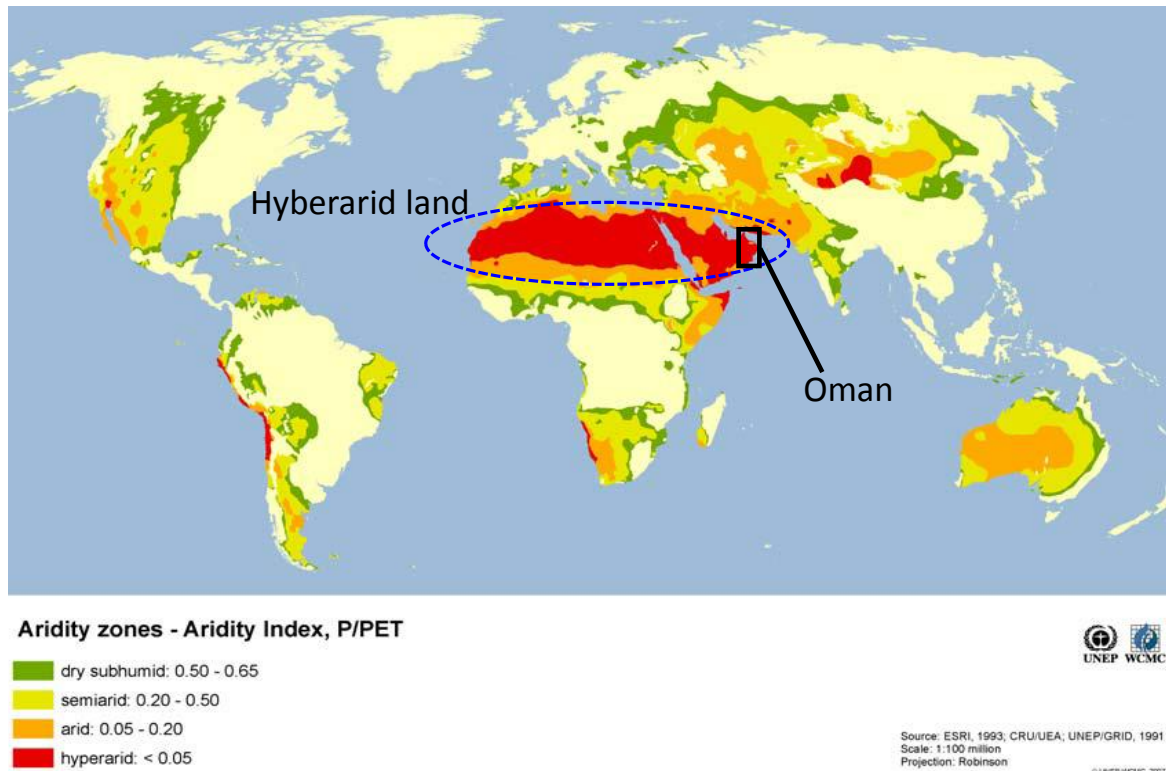 Hyberarid land
Oman
Aridity zones - Aridity Index, P/PET
dry subhumid: 0.50 - 0.65
semiarid: 0.20 - 0.50
arid: 0.05 - 0.20
hyperarid: < 0.05
UNEP WCMC
Source: ESRI, 1993; CRU/UEA; UNEP/GRID, 1991
Scale: 1:100 million
Projection: Robinson